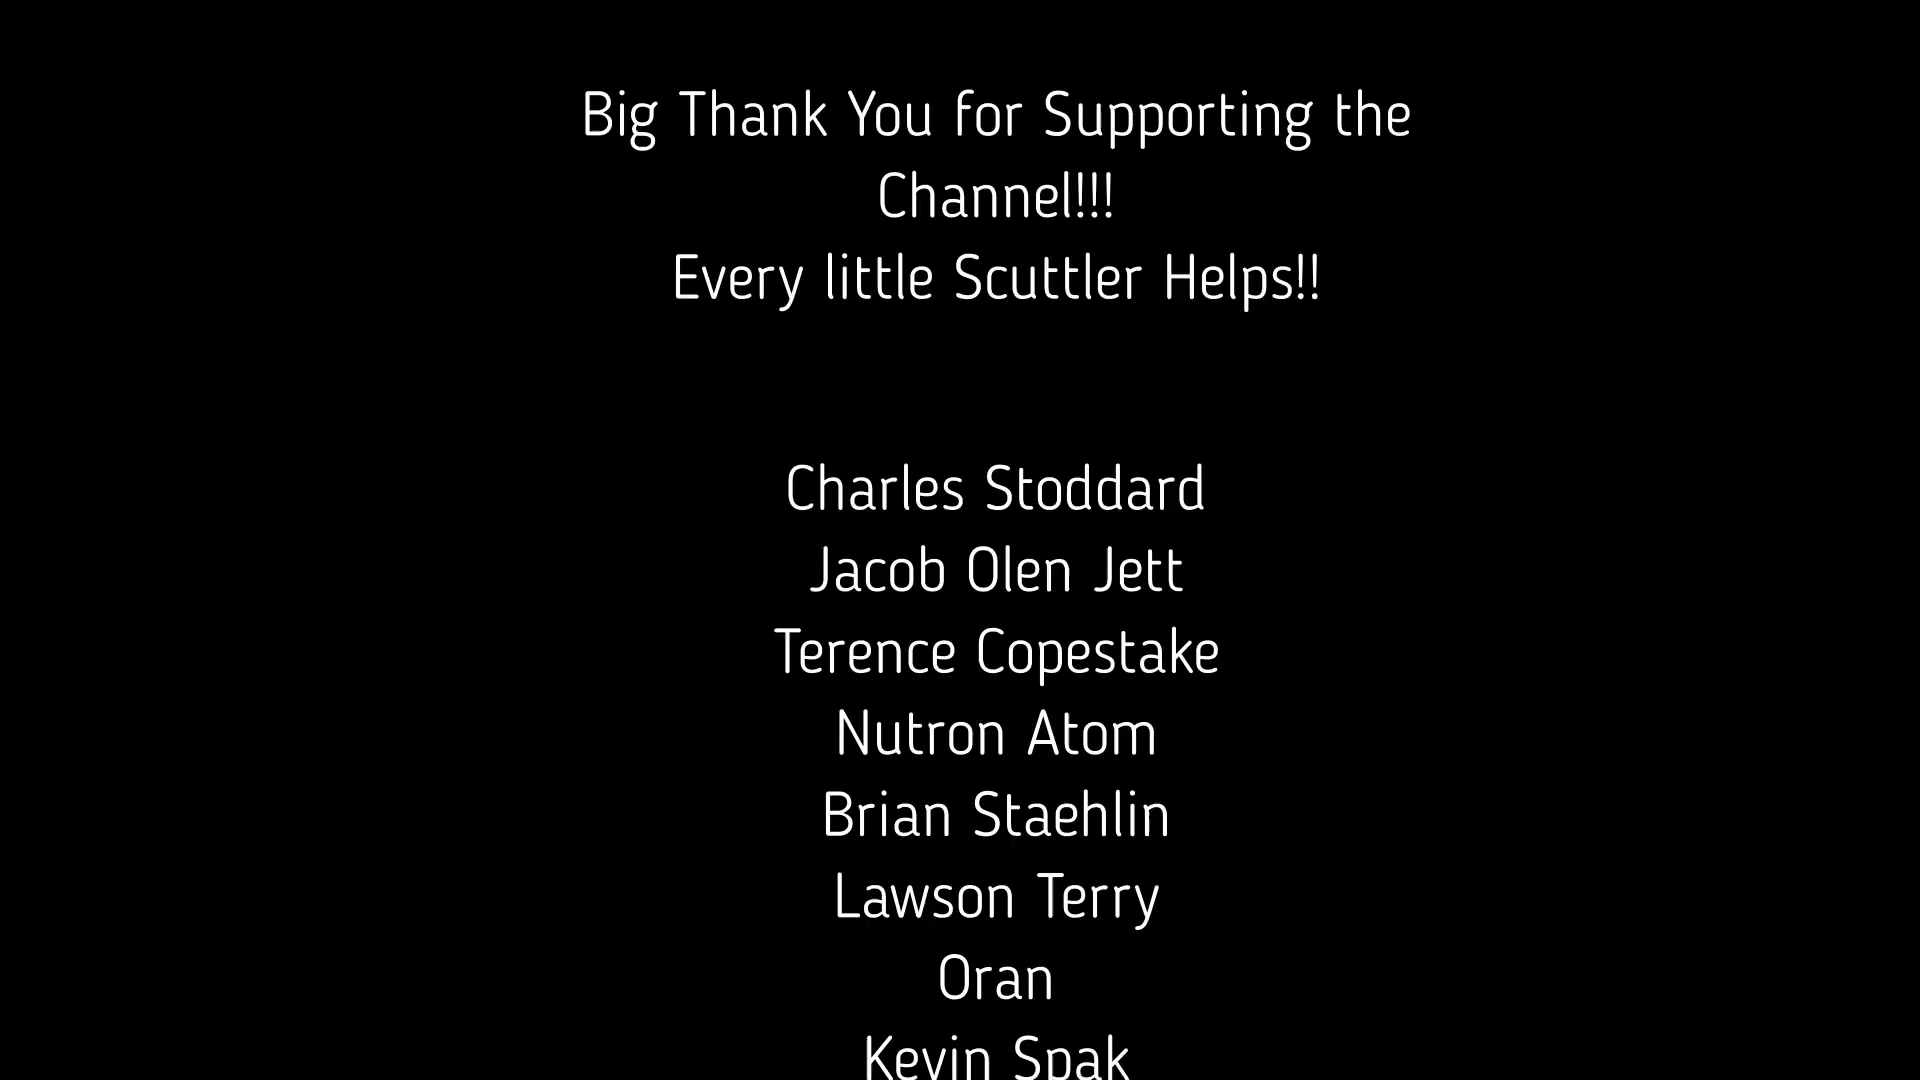 Big Thank You for Supporting the
Channel!!!
Every little Scuttler Helps!!
Charles Stoddard
Jacob Olen Jett
Terence Copestake
Nutron Atom
Brian Staehlin
Lawson Terry
Oran
Kevin Spak